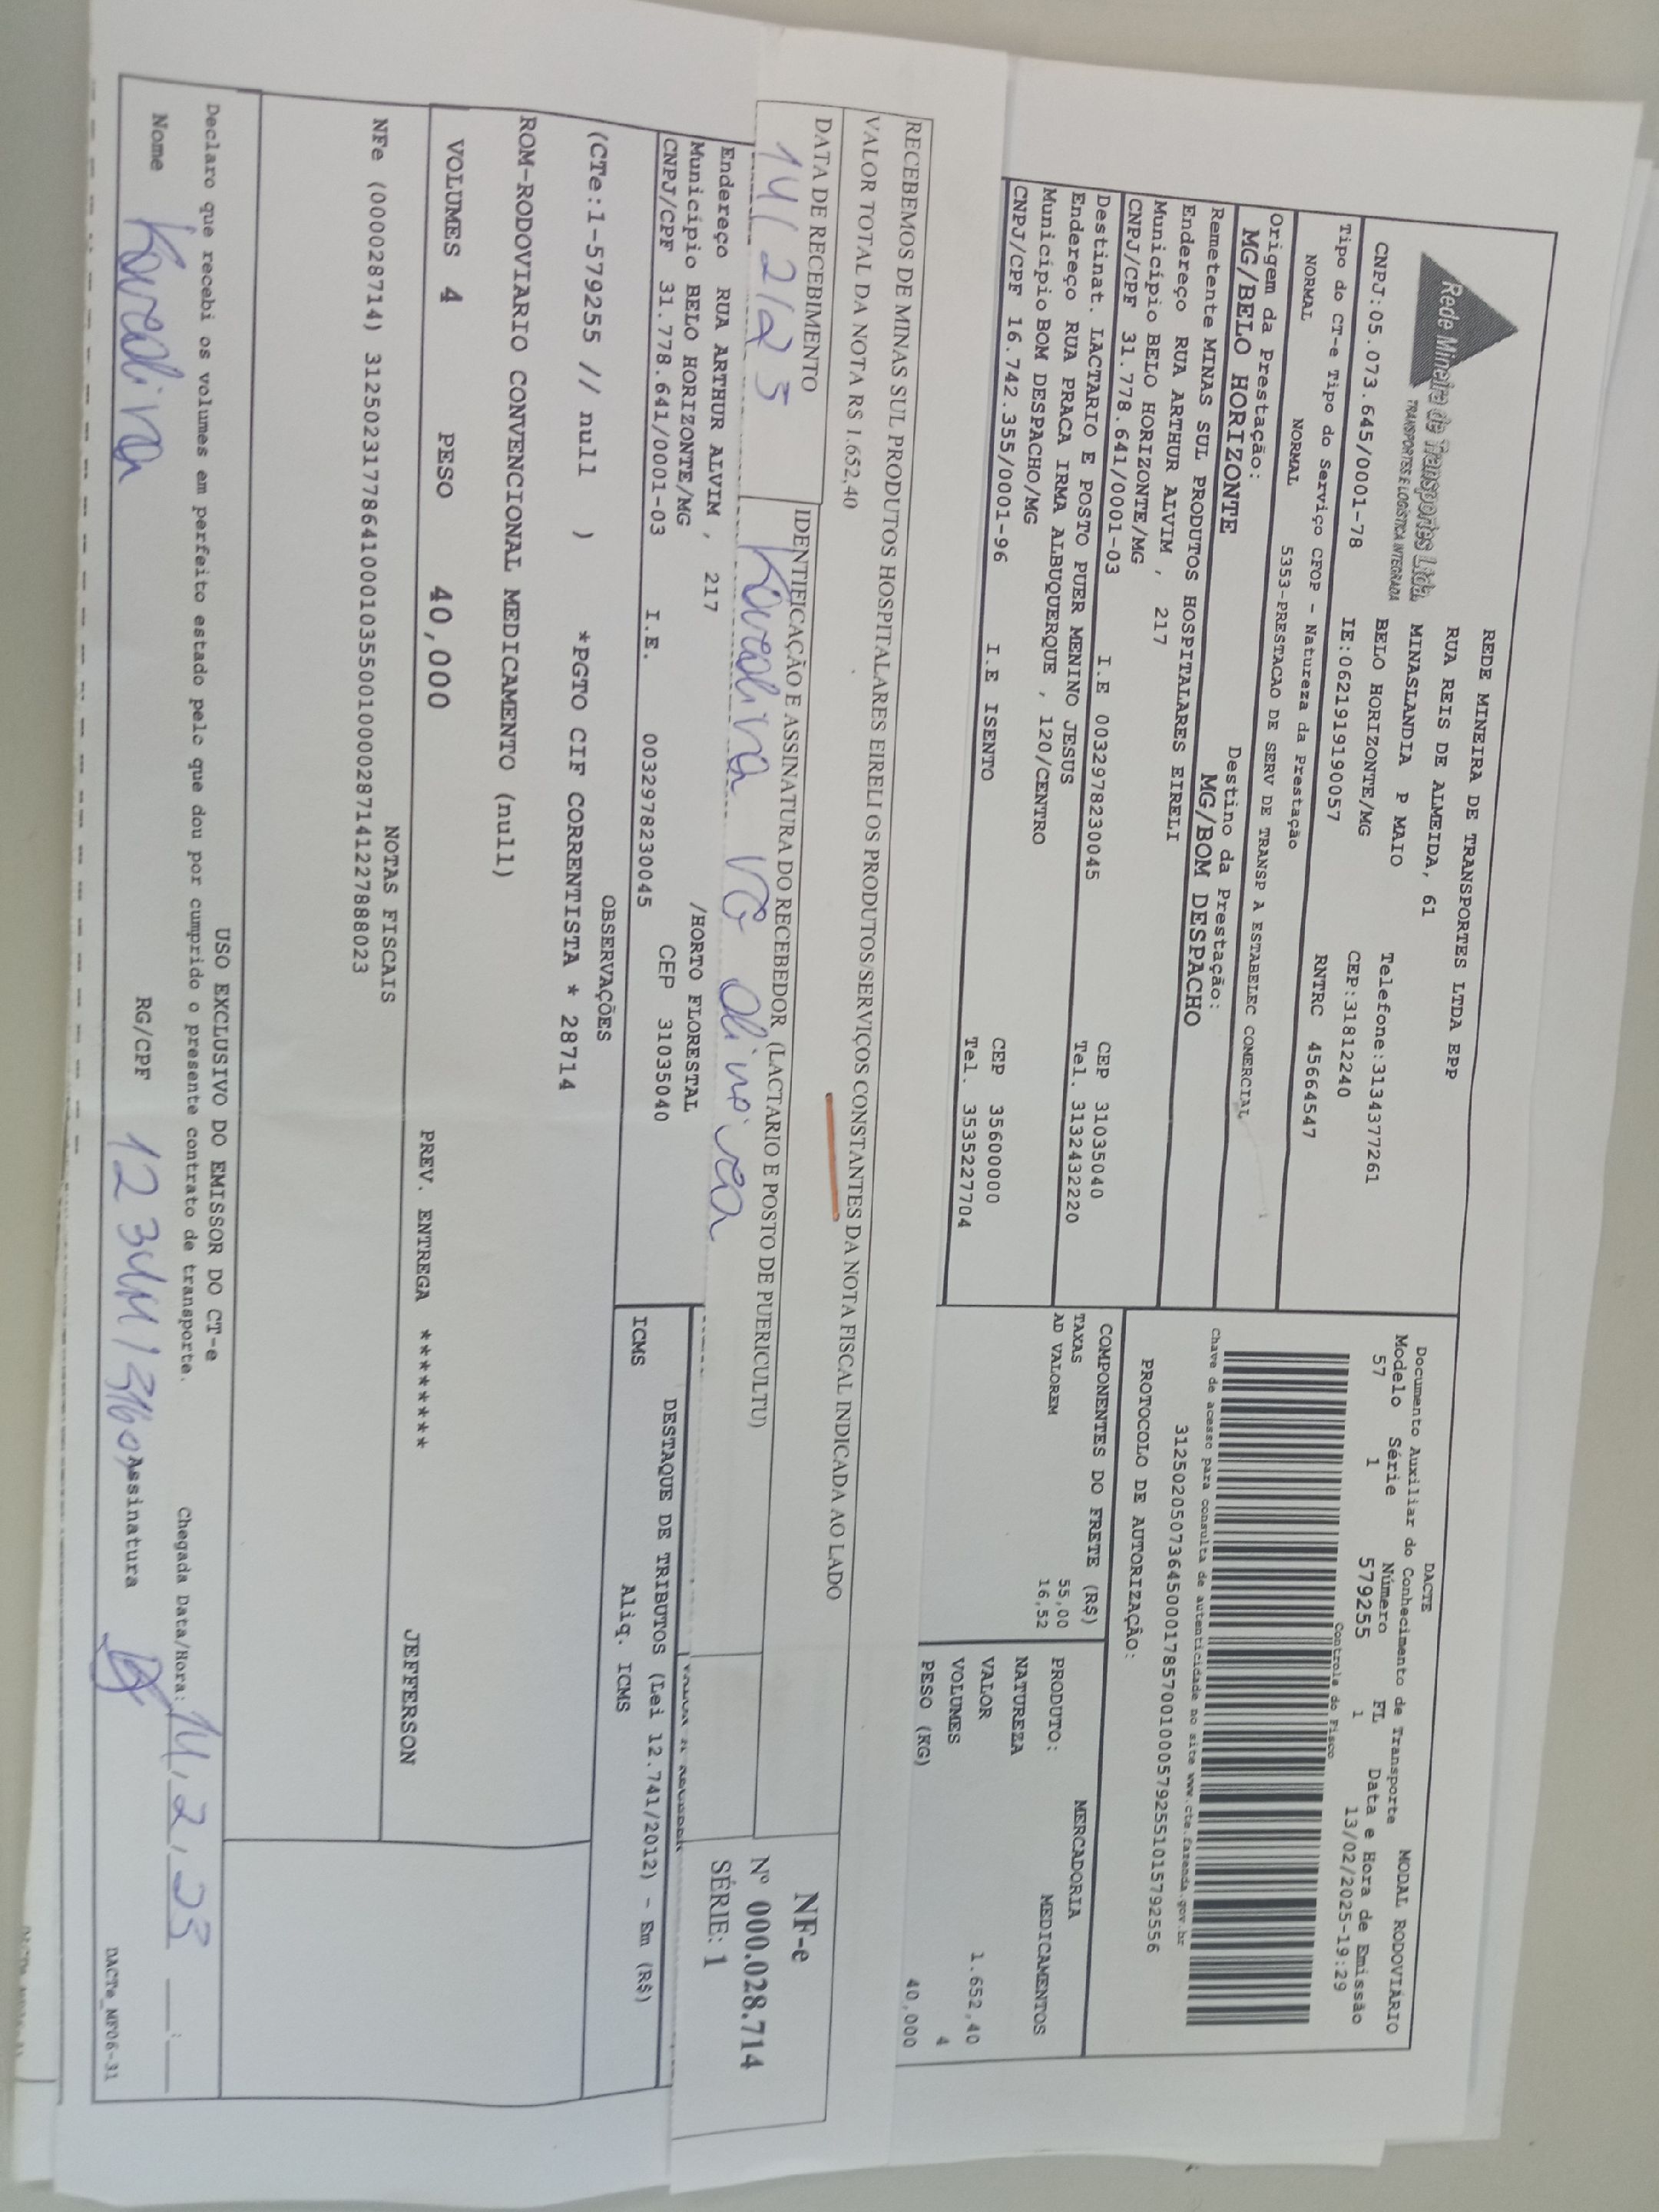 Rede Mineira de Transportes Ltda.
TRANSPORTES E LOGÍSTICA INTEGRADA
CNPJ:05.073.645/0001-78
REDE MINEIRA DE TRANSPORTES LTDA EPP
RUA REIS DE ALMEIDA, 61
MINASLANDIA P MAIO
BELO HORIZONTE/MG
Telefone:3134377261
IE:0621919190057
CEP:31812240
Tipo do CT-e Tipo do Serviço CFOP - Natureza da Prestação
RNTRC 45664547
NORMAL NORMAL 5353-PRESTACAO DE SERV DE TRANSP A ESTABELEC COMERCIAL
Origem da Prestação: Destino da Prestação:
MG/BELO HORIZONTE MG/BOM DESPACHO
Remetente MINAS SUL PRODUTOS HOSPITALARES EIRELI
Endereço RUA ARTHUR ALVIM , 217
Município BELO HORIZONTE/MG CEP 31035040
CNPJ/CPF 31.778.641/0001-03 I.E 0032978230045 Tel. 3132432220
Destinat. LACTARIO E POSTO PUER MENINO JESUS
Endereço RUA PRACA IRMA ALBUQUERQUE , 120/CENTRO
Município BOM DESPACHO/MG CEP 35600000
CNPJ/CPF 16.742.355/0001-96 I.E ISENTO Tel. 3535227704
DACTE MODAL RODOVIÁRIO
Documento Auxiliar do Conhecimento de Transporte
Modelo Série Número FL Data e Hora de Emissão
57 1 579255 1 13/02/2025-19:29
Controle do Fisco
Chave de acesso para consulta de autenticidade no site www.cte.fazenda.gov.br
31250205073645000178570010005792551015792556
PROTOCOLO DE AUTORIZAÇÃO:
COMPONENTES DO FRETE (R$)
TAXAS 55,00
AD VALOREM 16,52
MERCADORIA
PRODUTO: MEDICAMENTOS
NATUREZA
VALOR 1.652,40
VOLUMES 4
PESO (KG) 40,000
RECEBEMOS DE MINAS SUL PRODUTOS HOSPITALARES EIRELI OS PRODUTOS/SERVIÇOS CONSTANTES DA NOTA FISCAL INDICADA AO LADO
VALOR TOTAL DA NOTA R$ 1.652,40
DATA DE RECEBIMENTO
14/2/25
IDENTIFICAÇÃO E ASSINATURA DO RECEBEDOR (LACTARIO E POSTO DE PUERICULTU)
NF-e
Nº 000.028.714
SÉRIE: 1
Endereço RUA ARTHUR ALVIM , 217 /HORTO FLORESTAL
Município BELO HORIZONTE/MG CEP 31035040
CNPJ/CPF 31.778.641/0001-03 I.E. 0032978230045
DESTAQUE DE TRIBUTOS (Lei 12.741/2012) - Em (R$)
ICMS Aliq. ICMS
OBSERVAÇÕES
(CTe:1-579255 // null ) *PGTO CIF CORRENTISTA * 28714
ROM-RODOVIARIO CONVENCIONAL MEDICAMENTO (null)
VOLUMES 4 PESO 40,000 PREV. ENTREGA ******** JEFFERSON
NOTAS FISCAIS
NFe (000028714) 31250231778641000103550010000287141227888023
USO EXCLUSIVO DO EMISSOR DO CT-e
Declaro que recebi os volumes em perfeito estado pelo que dou por cumprido o presente contrato de transporte.
Chegada Data/Hora:
Nome RG/CPF Assinatura
DACTe_MF06-31